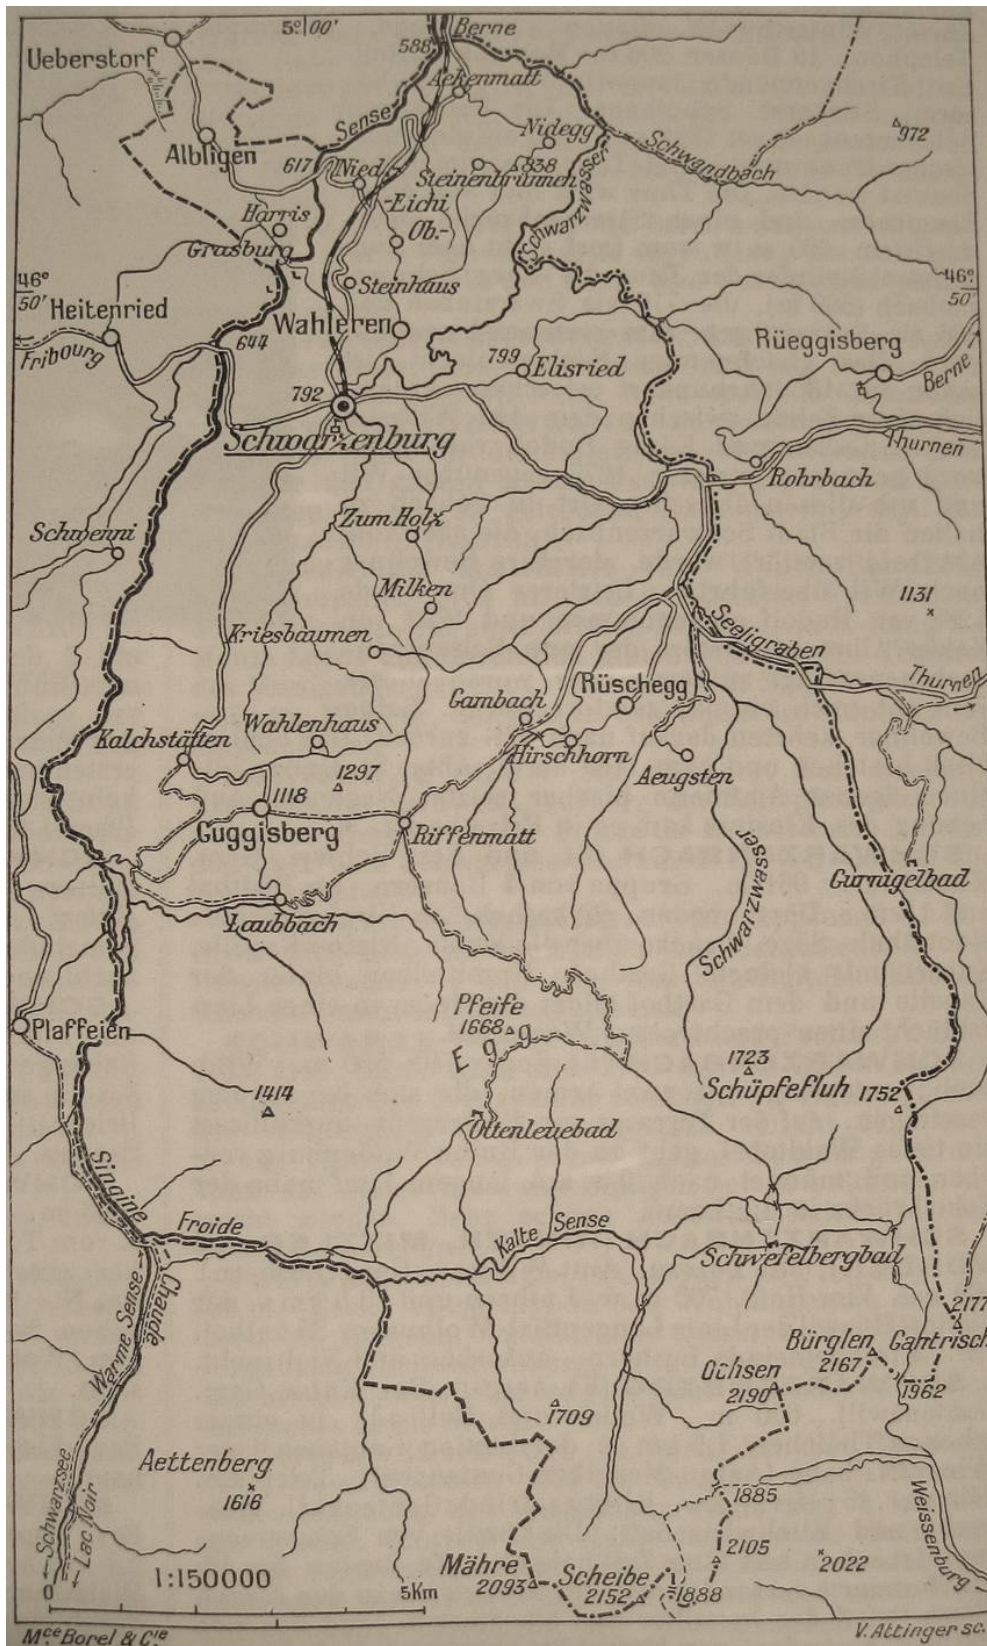 5°00'
Berne
Ueberstorf
588
Ackenmatt
Sense
Nidegg
972
Albligen
617
Nied.
838
Schwandbach
Steinenbrünnen
-Eichi
Schwarzwasser
Harris
Ob.-
Grasburg
46°
50'
46°
50'
Steinhaus
Heitenried
Wahleren
644
Rüeggisberg
Fribourg
799
Elisried
Berne
792
Schwarzenburg
Thurnen
Rohrbach
Zum Holz
Schwenni
Milken
1131
Kriesbaumen
Seeligraben
Rüschegg
Thurnen
Gambach
Wahlenhaus
Kalchstätten
Hirschhorn
Aeugsten
1297
1118
Guggisberg
Riffenmatt
Schwarzwasser
Gurnigelbad
Laubbach
Pfeife
1668
Plaffeien
Egg
1723
1414
Schüpfefluh
1752
Ottenleuebad
Singine
Froide
Kalte Sense
Schwefelbergbad
Chaude
Warme Sense
2177
Bürglen
Gantrisch
2167
Ochsen
1962
2190
1709
Aettenberg
1616
Schwarzsee
Lac Noir
1885
Weissenburg
2105
Mähre
2093
Scheibe
2152
1888
2022
1:150000
0
5Km
Mce Borel & Cie
V. Attinger sc.